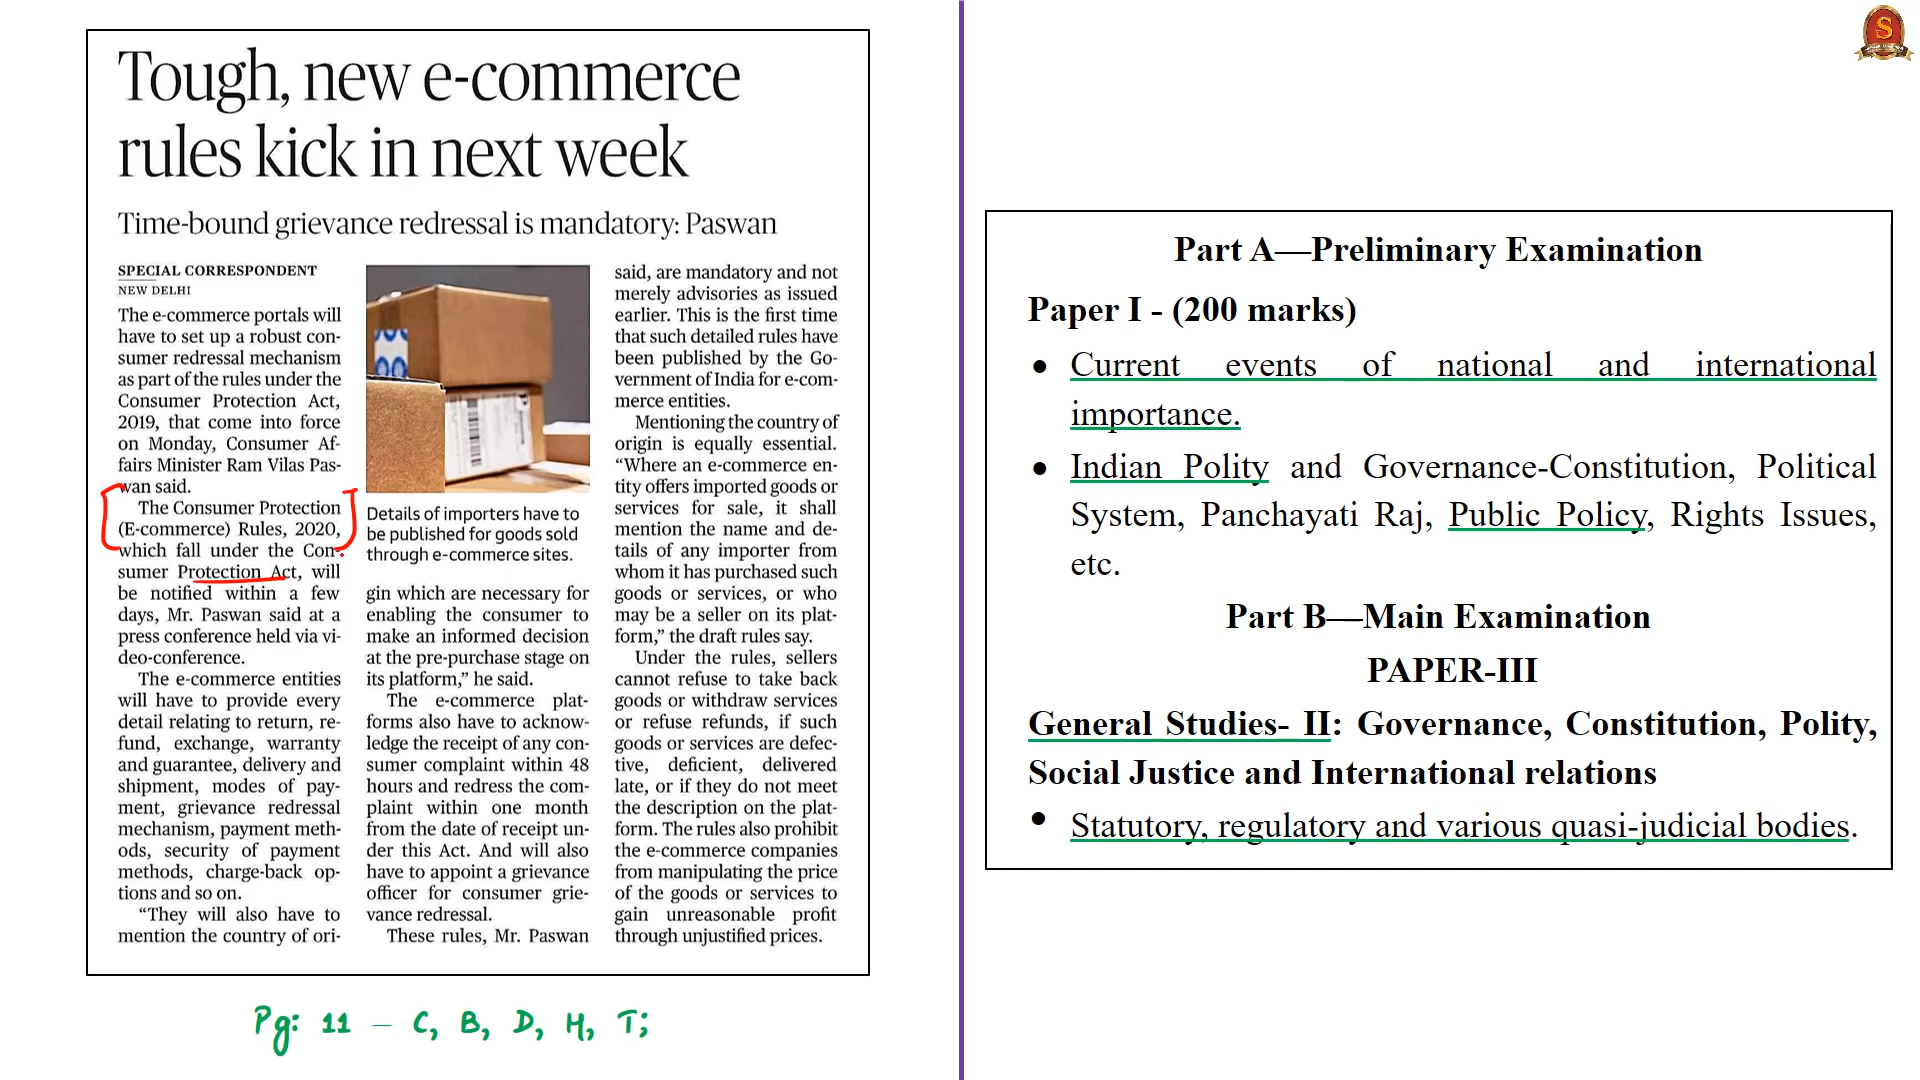 Tough, new e-commerce
rules kick in next week
Time-bound grievance redressal is mandatory: Paswan
SPECIAL CORRESPONDENT
NEW DELHI
The e-commerce portals will
have to set up a robust con-
sumer redressal mechanism
as part of the rules under the
Consumer Protection Act,
2019, that come into force
on Monday, Consumer Af-
fairs Minister Ram Vilas Pas-
wan said.
The Consumer Protection
(E-commerce) Rules, 2020,
which fall under the Con-
sumer Protection Act, will
be notified within a few
days, Mr. Paswan said at a
press conference held via vi-
deo-conference.
The e-commerce entities
will have to provide every
detail relating to return, re-
fund, exchange, warranty
and guarantee, delivery and
shipment, modes of pay-
ment, grievance redressal
mechanism, payment meth-
ods, security of payment
methods, charge-back op-
tions and so on.
“They will also have to
mention the country of ori-
Details of importers have to
be published for goods sold
through e-commerce sites.
gin which are necessary for
enabling the consumer to
make an informed decision
at the pre-purchase stage on
its platform,” he said.
The e-commerce plat-
forms also have to acknow-
ledge the receipt of any con-
sumer complaint within 48
hours and redress the com-
plaint within one month
from the date of receipt un-
der this Act. And will also
have to appoint a grievance
officer for consumer grie-
vance redressal.
These rules, Mr. Paswan
said, are mandatory and not
merely advisories as issued
earlier. This is the first time
that such detailed rules have
been published by the Go-
vernment of India for e-com-
merce entities.
Mentioning the country of
origin is equally essential.
“Where an e-commerce en-
tity offers imported goods or
services for sale, it shall
mention the name and de-
tails of any importer from
whom it has purchased such
goods or services, or who
may be a seller on its plat-
form,” the draft rules say.
Under the rules, sellers
cannot refuse to take back
goods or withdraw services
or refuse refunds, if such
goods or services are defec-
tive, deficient, delivered
late, or if they do not meet
the description on the plat-
form. The rules also prohibit
the e-commerce companies
from manipulating the price
of the goods or services to
gain unreasonable profit
through unjustified prices.
Pg: 11 – C, B, D, H, T;
S
Part A—Preliminary Examination
Paper I - (200 marks)
● Current events of national and international
importance.
● Indian Polity and Governance-Constitution, Political
System, Panchayati Raj, Public Policy, Rights Issues,
etc.
Part B—Main Examination
PAPER-III
General Studies- II: Governance, Constitution, Polity,
Social Justice and International relations
● Statutory, regulatory and various quasi-judicial bodies.